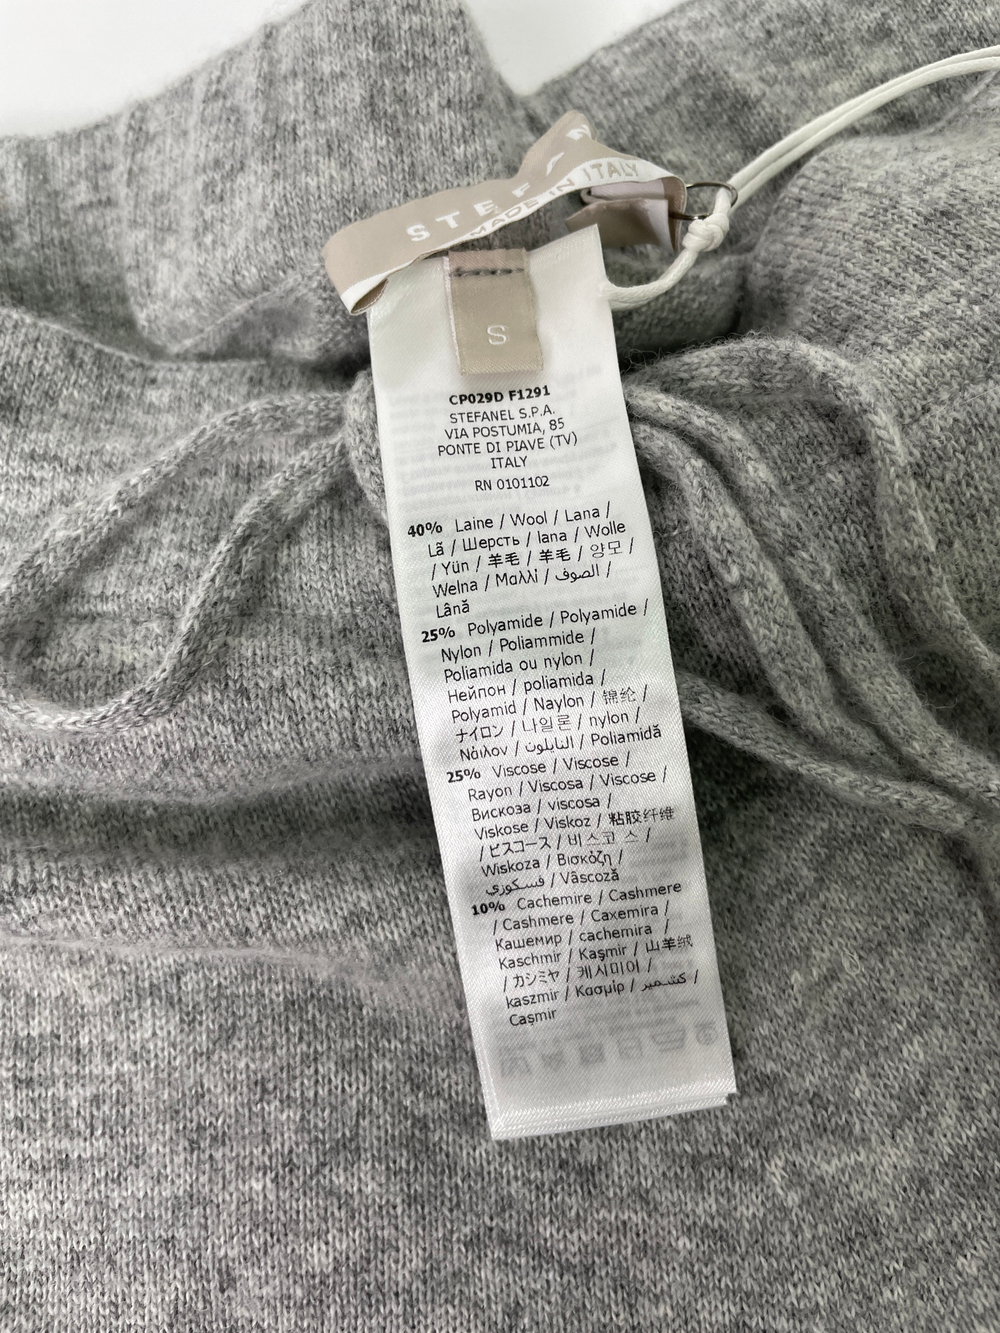 MADE IN ITALY
S
CP029D F1291
STEFANEL S.P.A.
VIA POSTUMIA, 85
PONTE DI PIAVE (TV)
ITALY
RN 0101102
40% Laine / Wool / Lana /
Lã / Шерсть / lana / Wolle
/ Yün / 羊毛 / 羊毛 / 양모 /
Welna / Μαλλί / الصوف /
Lână
25% Polyamide / Polyamide /
Nylon / Poliammide /
Poliamida ou nylon /
Нейпон / poliamida /
Polyamid / Naylon / 锦纶 /
ナイロン / 나일론 / nylon /
Νάιλον / النايلون / Poliamidă
25% Viscose / Viscose /
Rayon / Viscosa / Viscose /
Вискоза / viscosa /
Viskose / Viskoz / 粘胶纤维
/ ビスコース / 비스코 스 /
Wiskoza / Βισκόζη /
فسكوزي / Vâscoză
10% Cachemire / Cashmere
/ Cashmere / Caxemira /
Кашемир / cachemira /
Kaschmir / Kaşmir / 山羊绒
/ カシミヤ / 캐시미어 /
kaszmir / Κασμίρ / كشمير /
Caşmir